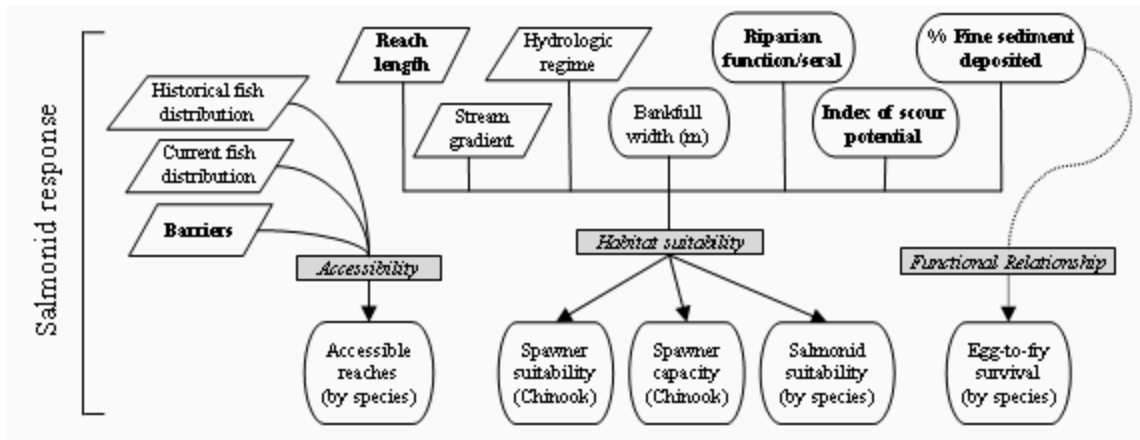 Salmonid response
Historical fish
distribution
Current fish
distribution
Barriers
Reach
length
Stream
gradient
Hydrologic
regime
Bankfull
width (m)
Riparian
function/seral
Index of scour
potential
% Fine sediment
deposited
Accessibility
Habitat suitability
Functional Relationship
Accessible
reaches
(by species)
Spawner
suitability
(Chinook)
Spawner
capacity
(Chinook)
Salmonid
suitability
(by species)
Egg-to-fry
survival
(by species)